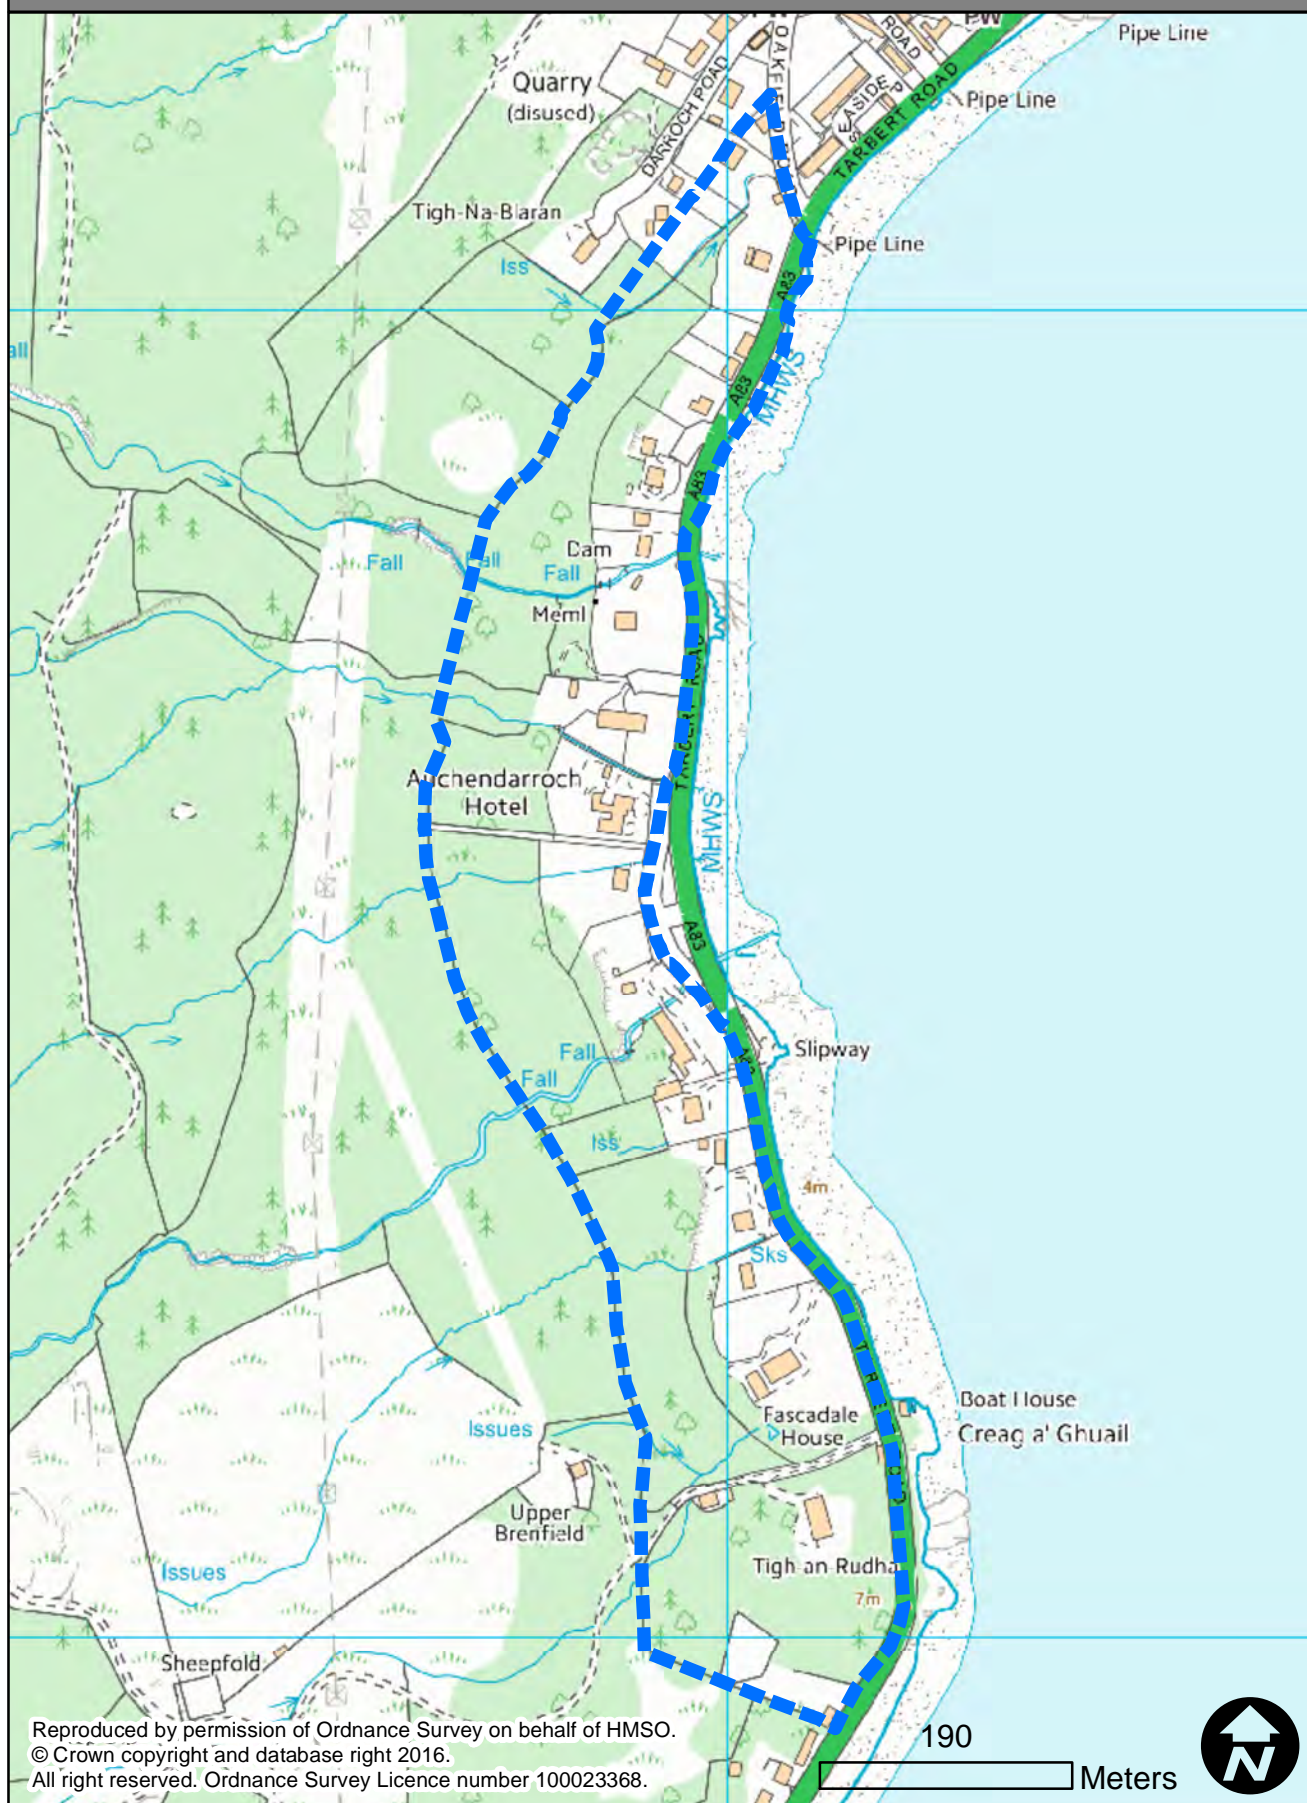 Pipe Line
ROAD
Quarry
(disused)
DARROCH ROAD
SEASIDE
TARBERT ROAD
Pipe Line
Tigh-Na-Blaran
Pipe Line
Iss
A83
MHWS
A83
A83
Dam
Fall
Fall
Fall
Meml
TARBERT ROAD
Auchendarroch
Hotel
MHWS
A83
Slipway
Fall
Fall
Iss
4m
Sks
Boat House
Creag a' Ghuail
Fascadale
House
Issues
Upper
Brenfield
Tigh an Rudha
Issues
7m
Sheepfold
Reproduced by permission of Ordnance Survey on behalf of HMSO.
© Crown copyright and database right 2016.
All right reserved. Ordnance Survey Licence number 100023368.
190
Meters
N